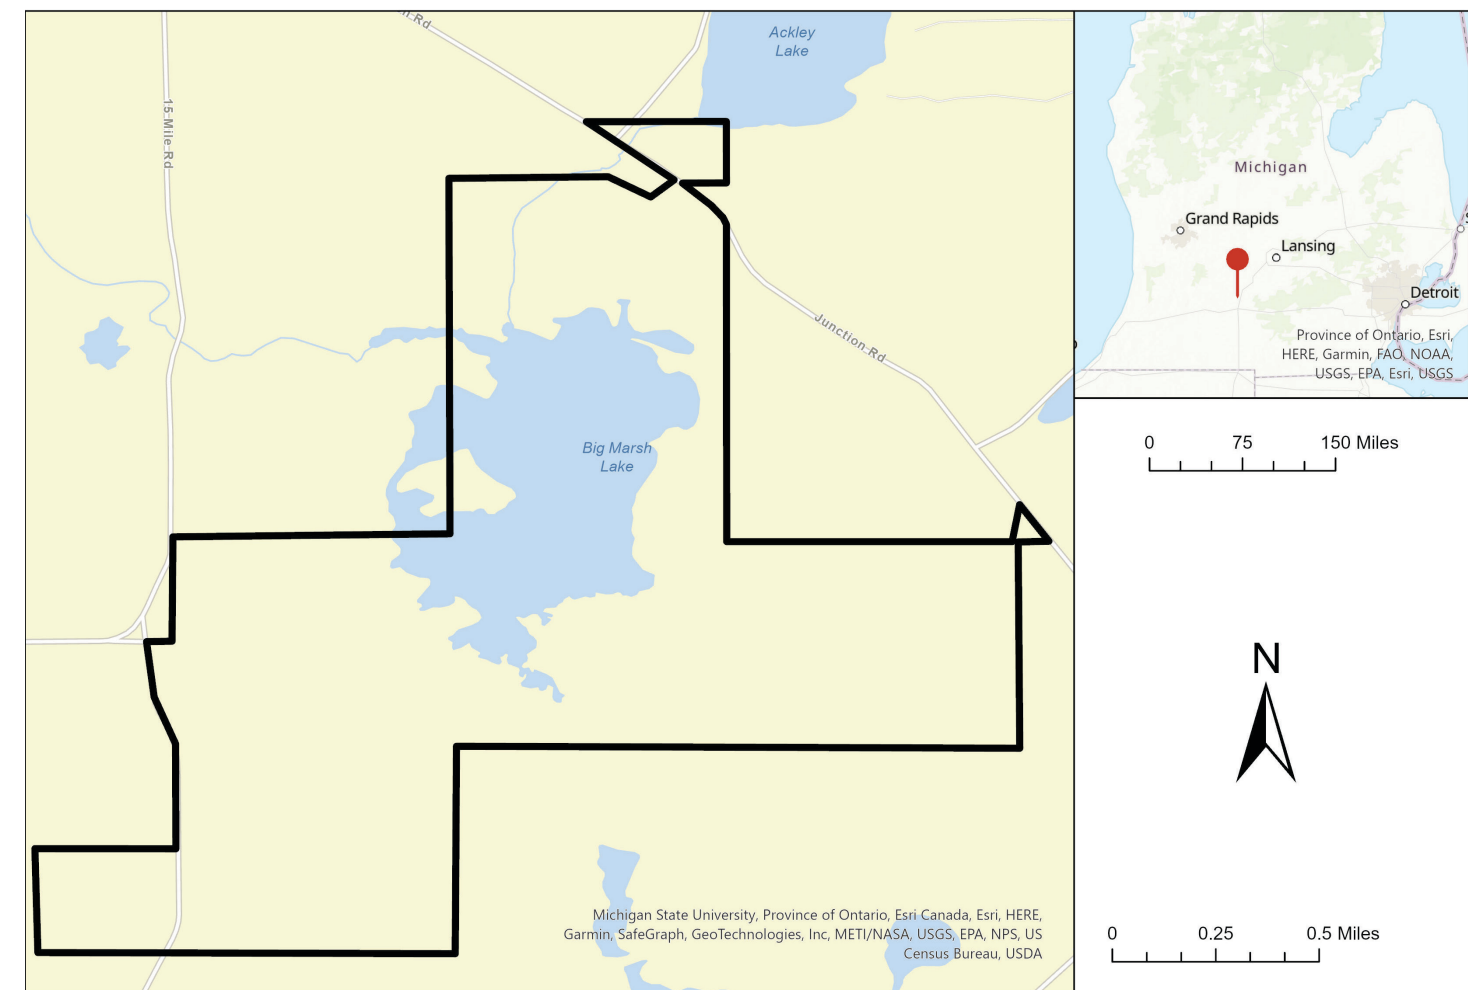 Rd
Ackley
Lake
15 Mile Rd
Junction Rd
Big Marsh
Lake
Michigan State University, Province of Ontario, Esri Canada, Esri, HERE,
Garmin, SafeGraph, GeoTechnologies, Inc, METI/NASA, USGS, EPA, NPS, US
Census Bureau, USDA
Michigan
Grand Rapids
Lansing
Detroit
Province of Ontario, Esri,
HERE, Garmin, FAO, NOAA,
USGS, EPA, Esri, USGS
0 75 150 Miles
N
0 0.25 0.5 Miles